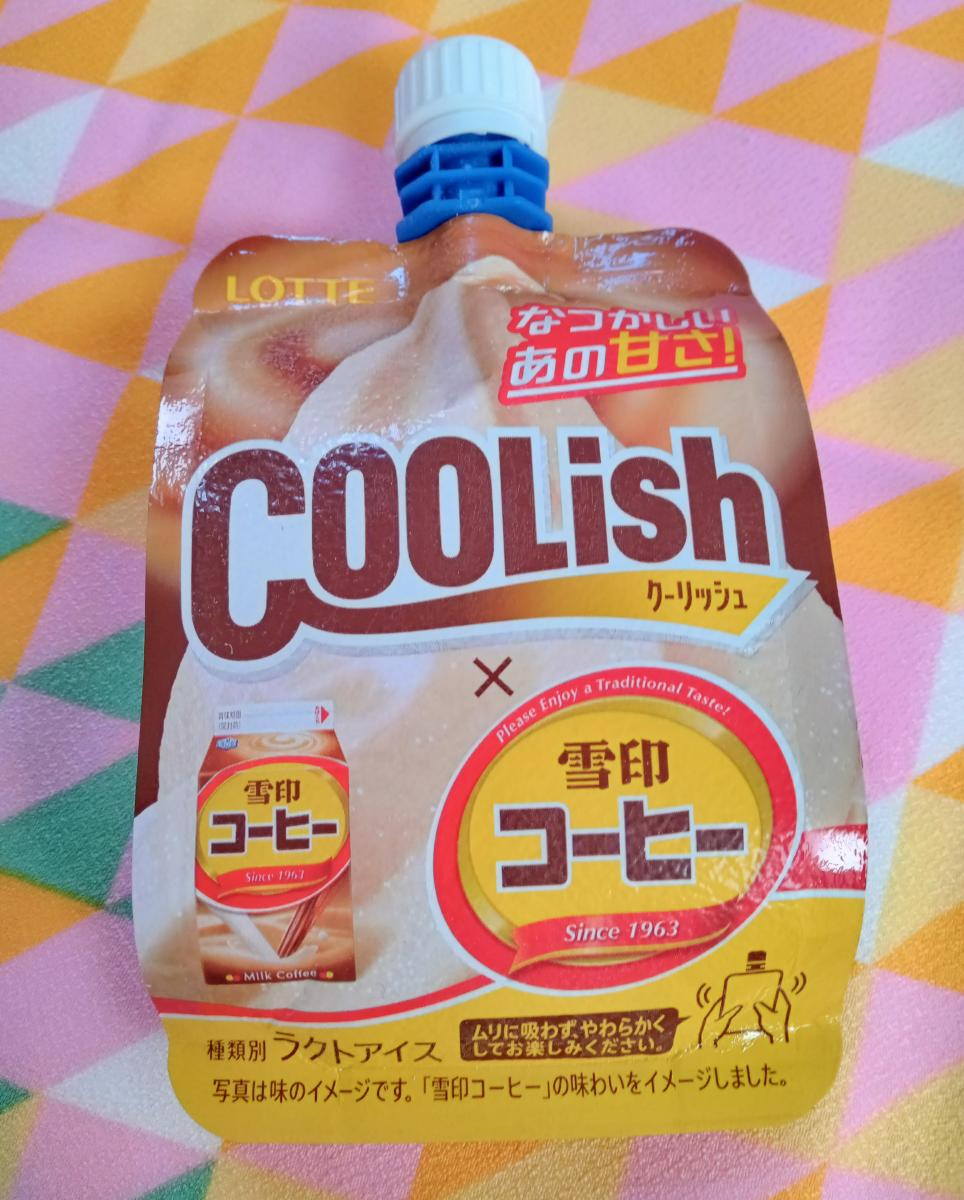 LOTTE
なつかしい
あの甘さ!
COOLish
クーリッシュ
×
Please Enjoy a Traditional Taste!
雪印
コーヒー
Since 1963
賞味期限
雪印
コーヒー
Since 1963
Milk Coffee
種類別 ラクトアイス
ムリに吸わず、やわらかく
してお楽しみください。
写真は味のイメージです。「雪印コーヒー」の味わいをイメージしました。